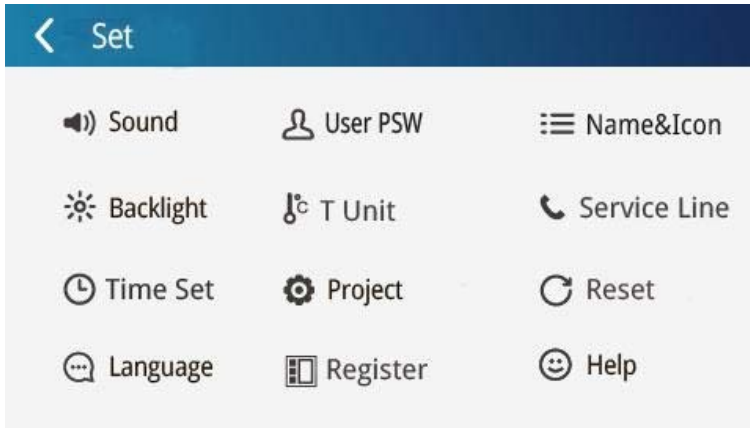 Set
Sound User PSW Name&Icon
Backlight °C T Unit Service Line
Time Set Project Reset
Language Register Help